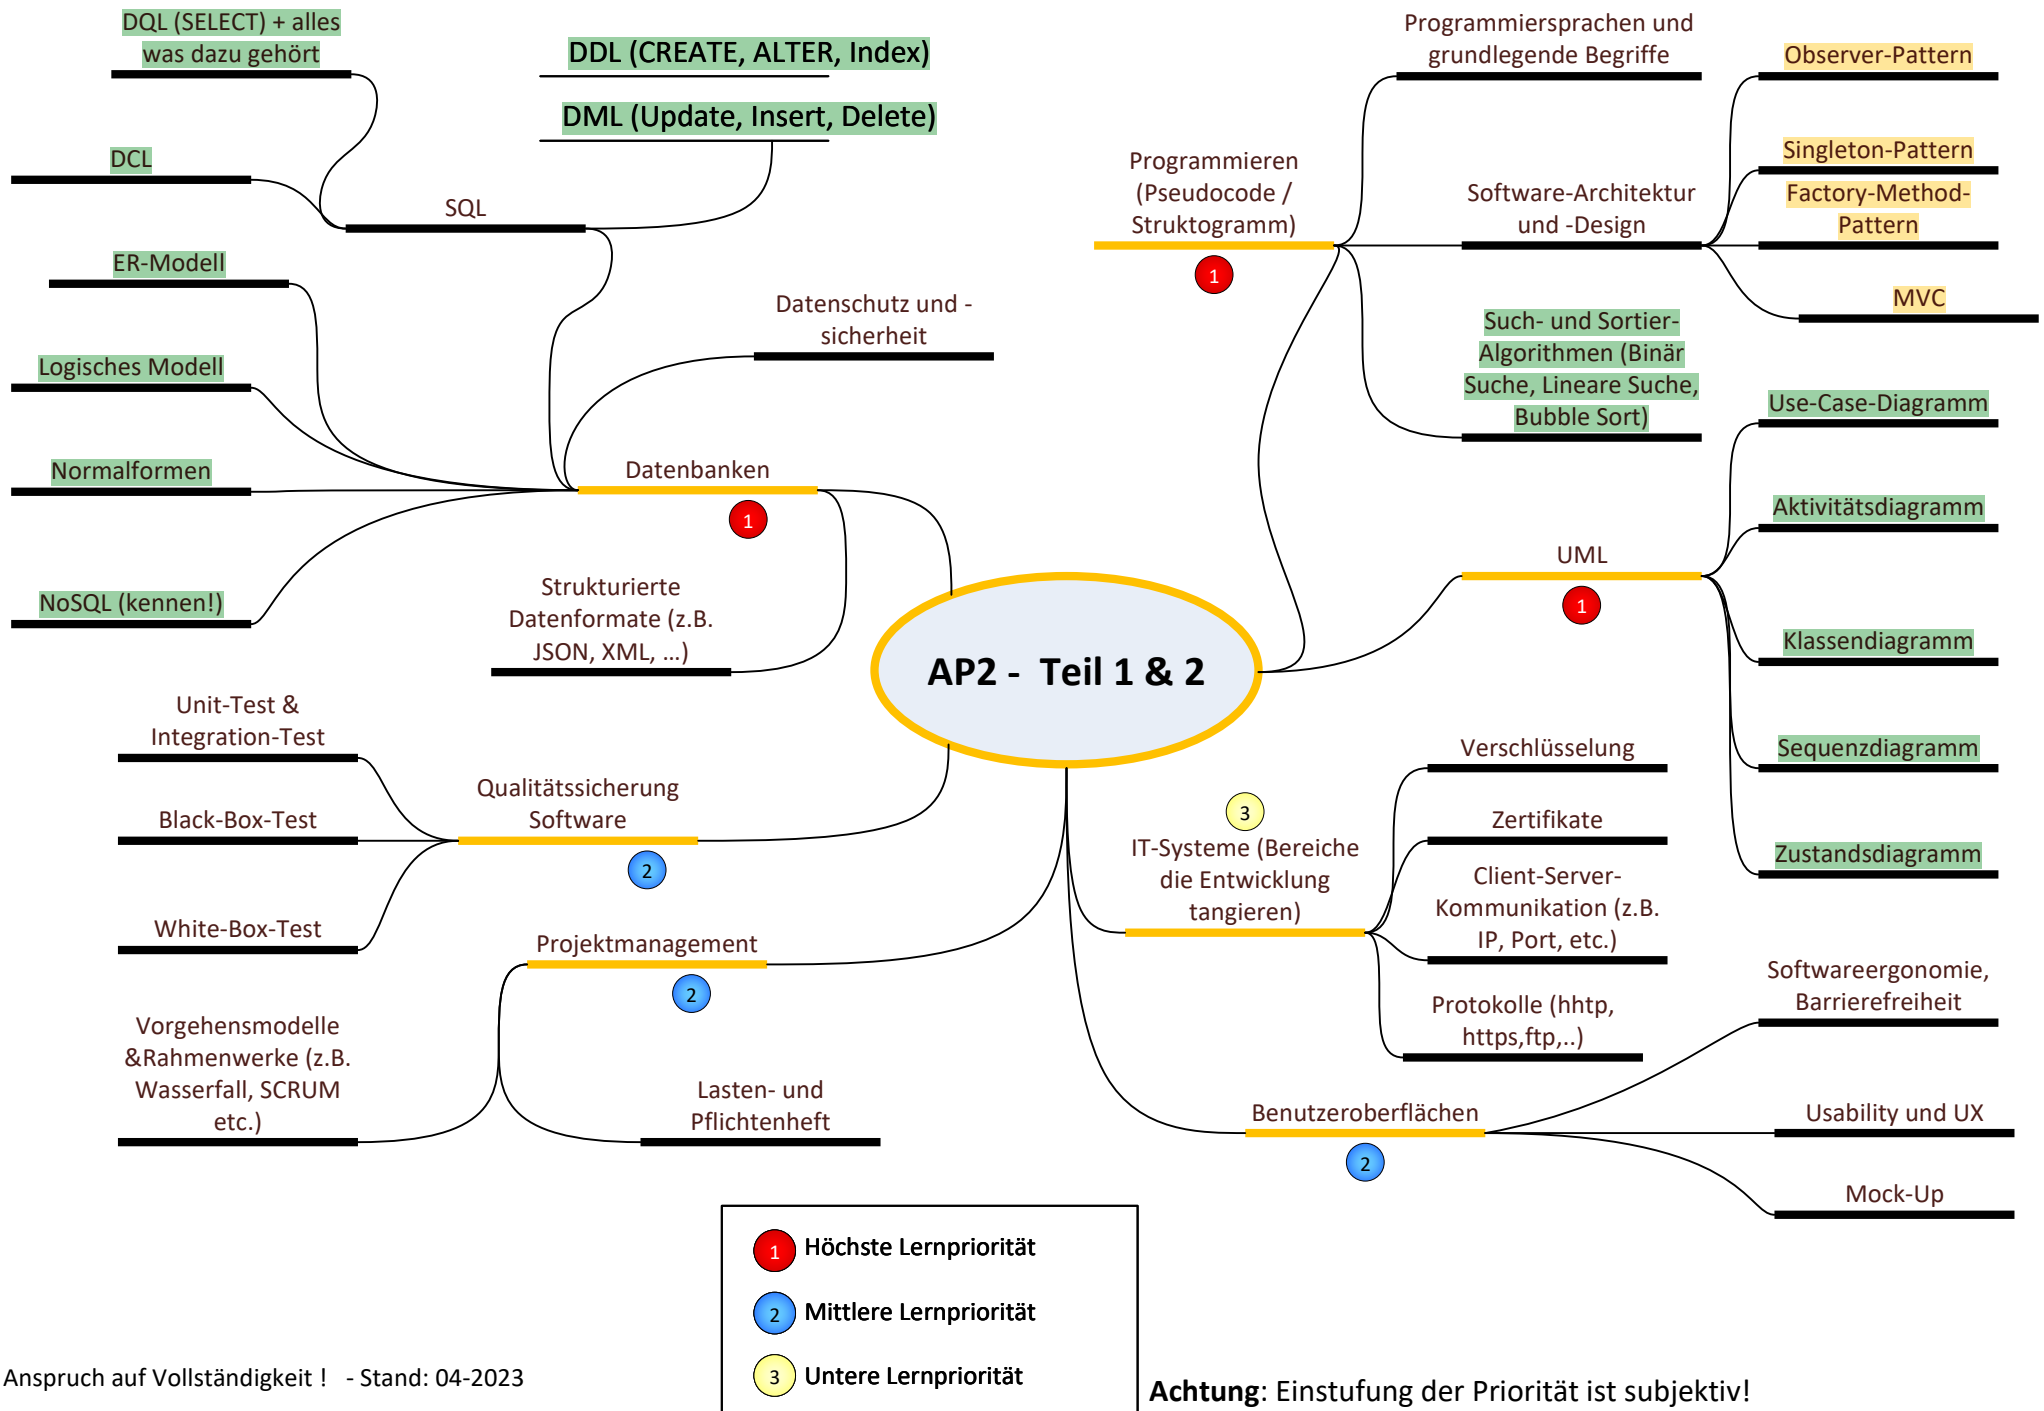 DQL (SELECT) + alles
was dazu gehört
DDL (CREATE, ALTER, Index)
DML (Update, Insert, Delete)
DCL
SQL
ER-Modell
Datenschutz und -
sicherheit
Logisches Modell
Normalformen
Datenbanken
1
NoSQL (kennen!)
Strukturierte
Datenformate (z.B.
JSON, XML, ...)
Programmiersprachen und
grundlegende Begriffe
Observer-Pattern
Programmieren
(Pseudocode /
Struktogramm)
1
Software-Architektur
und -Design
Singleton-Pattern
Factory-Method-
Pattern
MVC
Such- und Sortier-
Algorithmen (Binär
Suche, Lineare Suche,
Bubble Sort)
Use-Case-Diagramm
Aktivitätsdiagramm
UML
1
Klassendiagramm
Sequenzdiagramm
Zustandsdiagramm
AP2 -  Teil 1 & 2
Unit-Test &
Integration-Test
Qualitätssicherung
Software
2
Black-Box-Test
White-Box-Test
Projektmanagement
2
Vorgehensmodelle
&Rahmenwerke (z.B.
Wasserfall, SCRUM
etc.)
Lasten- und
Pflichtenheft
3
IT-Systeme (Bereiche
die Entwicklung
tangieren)
Verschlüsselung
Zertifikate
Client-Server-
Kommunikation (z.B.
IP, Port, etc.)
Protokolle (hhtp,
https,ftp,..)
Softwareergonomie,
Barrierefreiheit
Benutzeroberflächen
2
Usability und UX
Mock-Up
1 Höchste Lernpriorität
2 Mittlere Lernpriorität
3 Untere Lernpriorität
Anspruch auf Vollständigkeit !   - Stand: 04-2023
Achtung: Einstufung der Priorität ist subjektiv!